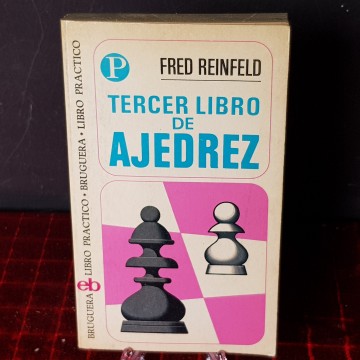 P
FRED REINFELD
TERCER LIBRO
DE
AJEDREZ
BRUGUERA eb LIBRO PRACTICO • BRUGUERA • LIBRO PRACTICO